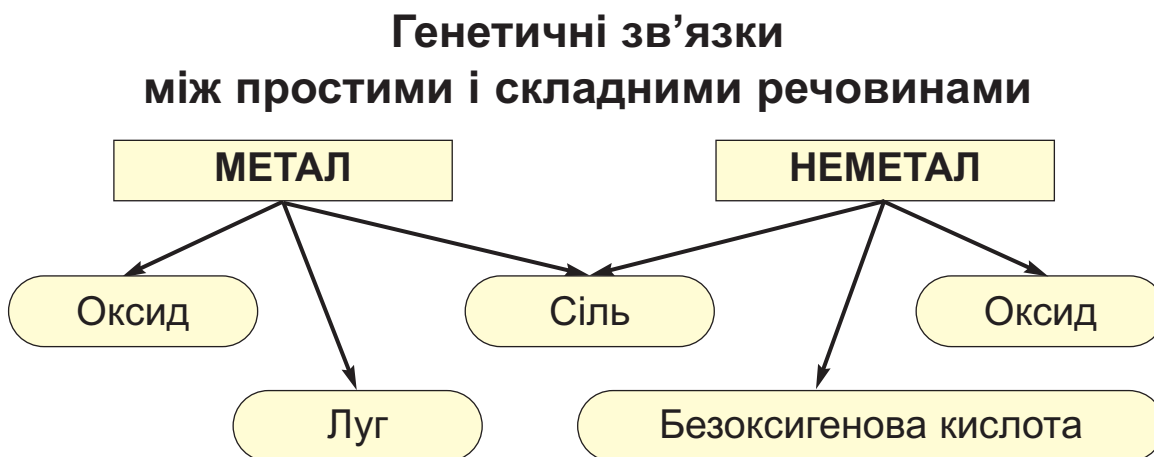 Генетичні зв’язки
між простими і складними речовинами
МЕТАЛ
НЕМЕТАЛ
Оксид
Сіль
Оксид
Луг
Безоксигенова кислота